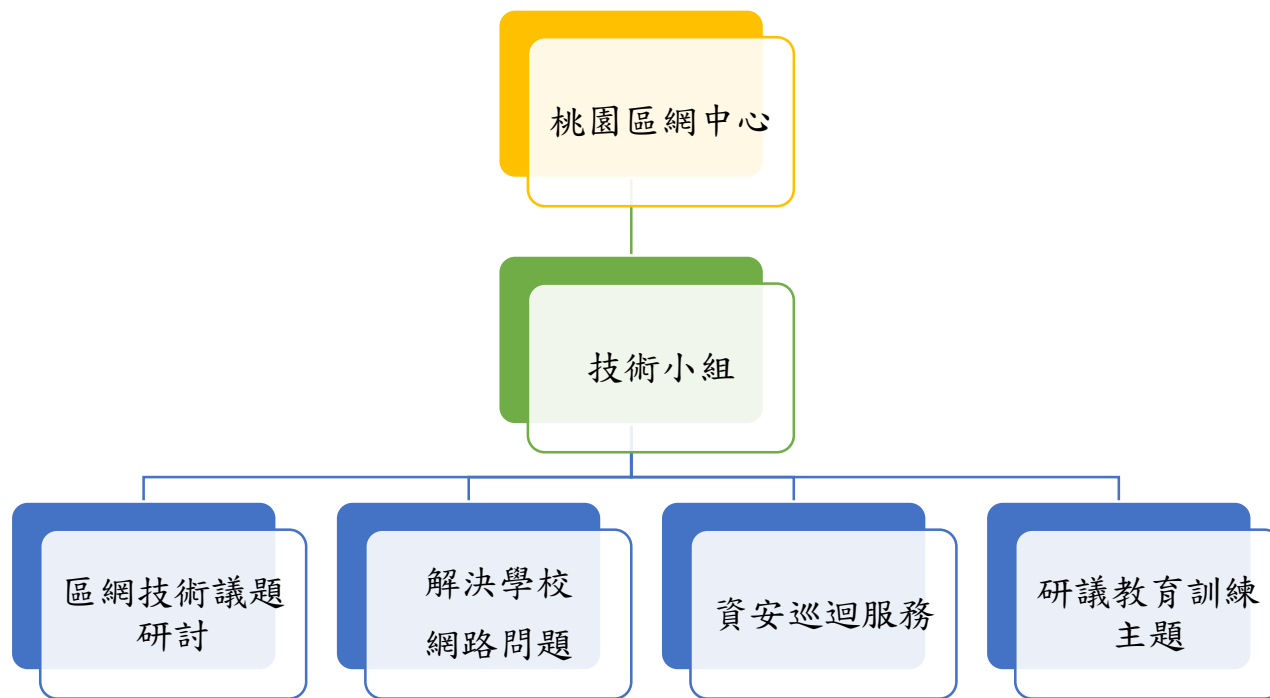 桃園區網中心
技術小組
區網技術議題
研討
解決學校
網路問題
資安巡迴服務
研議教育訓練
主題